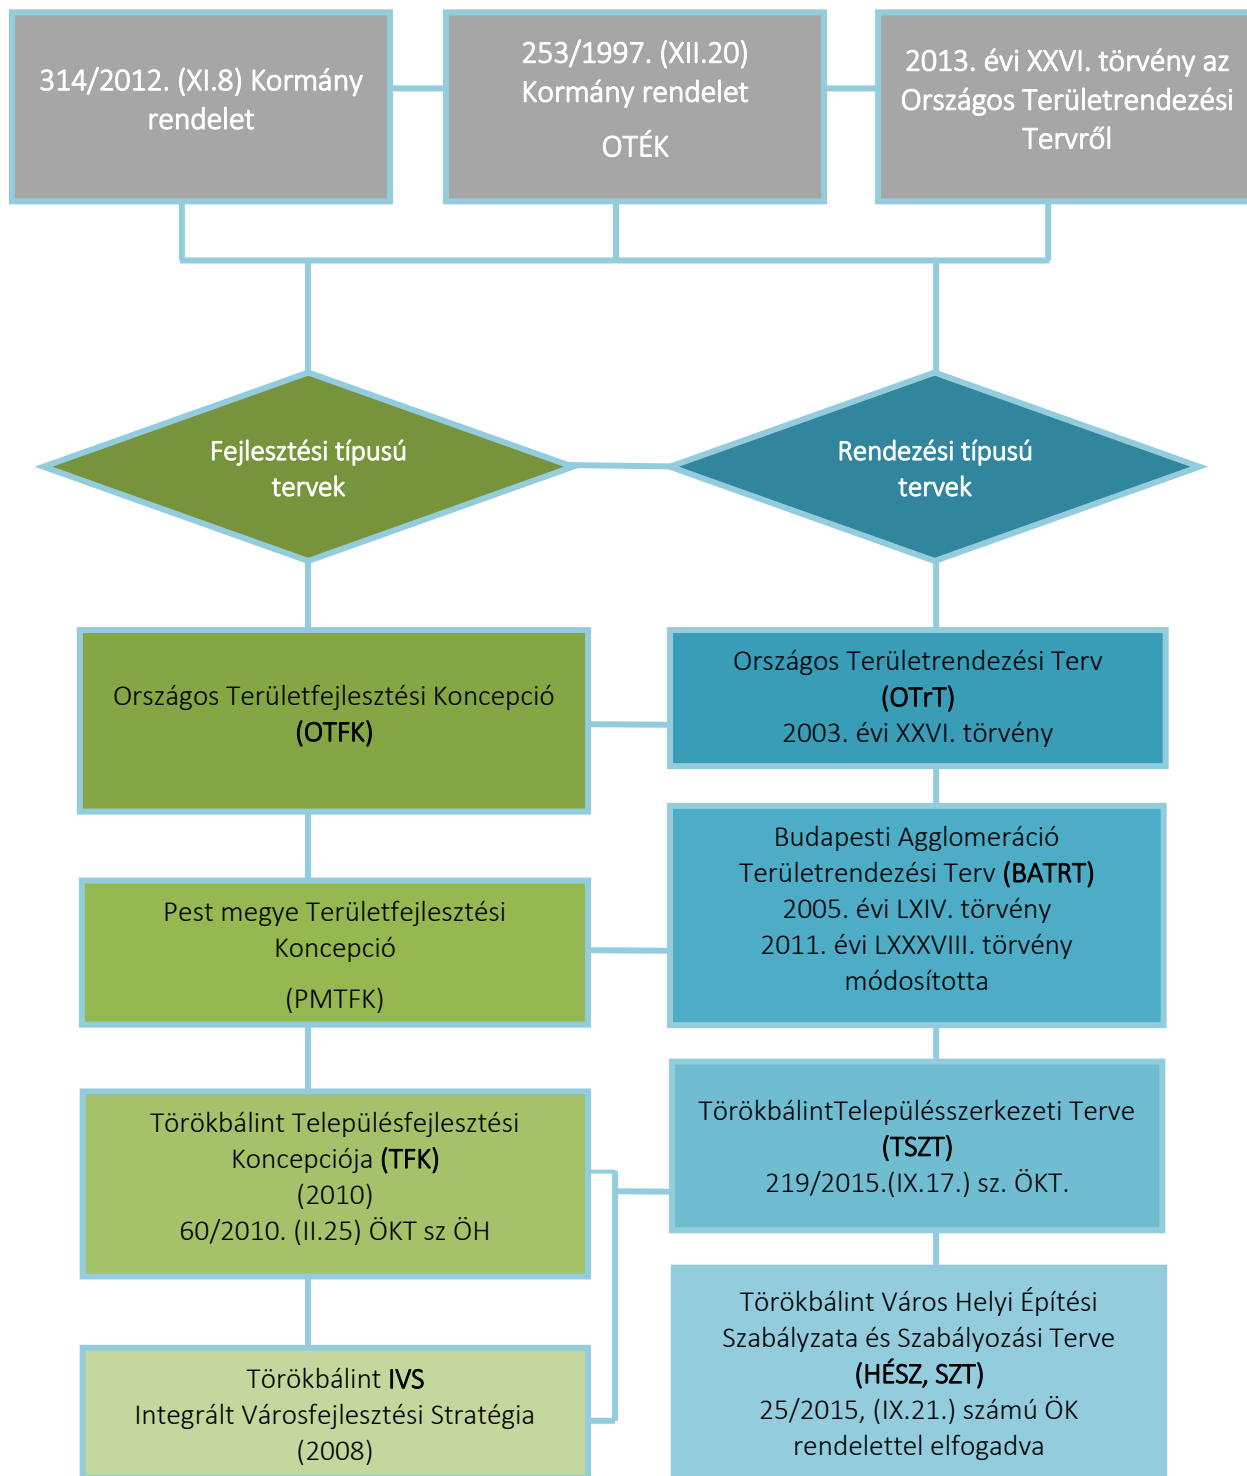 314/2012. (XI.8) Kormány
rendelet
253/1997. (XII.20)
Kormány rendelet
OTÉK
2013. évi XXVI. törvény az
Országos Területrendezési
Tervről
Fejlesztési típusú
tervek
Rendezési típusú
tervek
Országos Területfejlesztési Koncepció
(OTFK)
Országos Területrendezési Terv
(OTrT)
2003. évi XXVI. törvény
Pest megye Területfejlesztési
Koncepció
(PMTFK)
Budapesti Agglomeráció
Területrendezési Terv (BATRT)
2005. évi LXIV. törvény
2011. évi LXXXVIII. törvény
módosította
Törökbálint Településfejlesztési
Koncepciója (TFK)
(2010)
60/2010. (II.25) ÖKT sz ÖH
TörökbálintTelepülésszerkezeti Terve
(TSZT)
219/2015.(IX.17.) sz. ÖKT.
Törökbálint IVS
Integrált Városfejlesztési Stratégia
(2008)
Törökbálint Város Helyi Építési
Szabályzata és Szabályozási Terve
(HÉSZ, SZT)
25/2015, (IX.21.) számú ÖK
rendelettel elfogadva